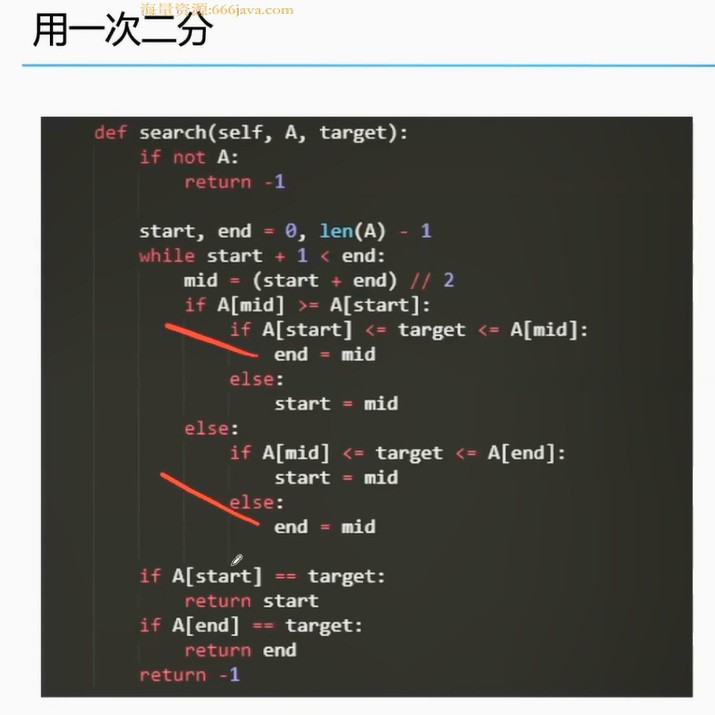 海量资源:666java.com
用一次二分
def search(self, A, target):
if not A:
return -1
start, end = 0, len(A) - 1
while start + 1 < end:
mid = (start + end) // 2
if A[mid] >= A[start]:
if A[start] <= target <= A[mid]:
end = mid
else:
start = mid
else:
if A[mid] <= target <= A[end]:
start = mid
else:
end = mid
if A[start] == target:
return start
if A[end] == target:
return end
return -1